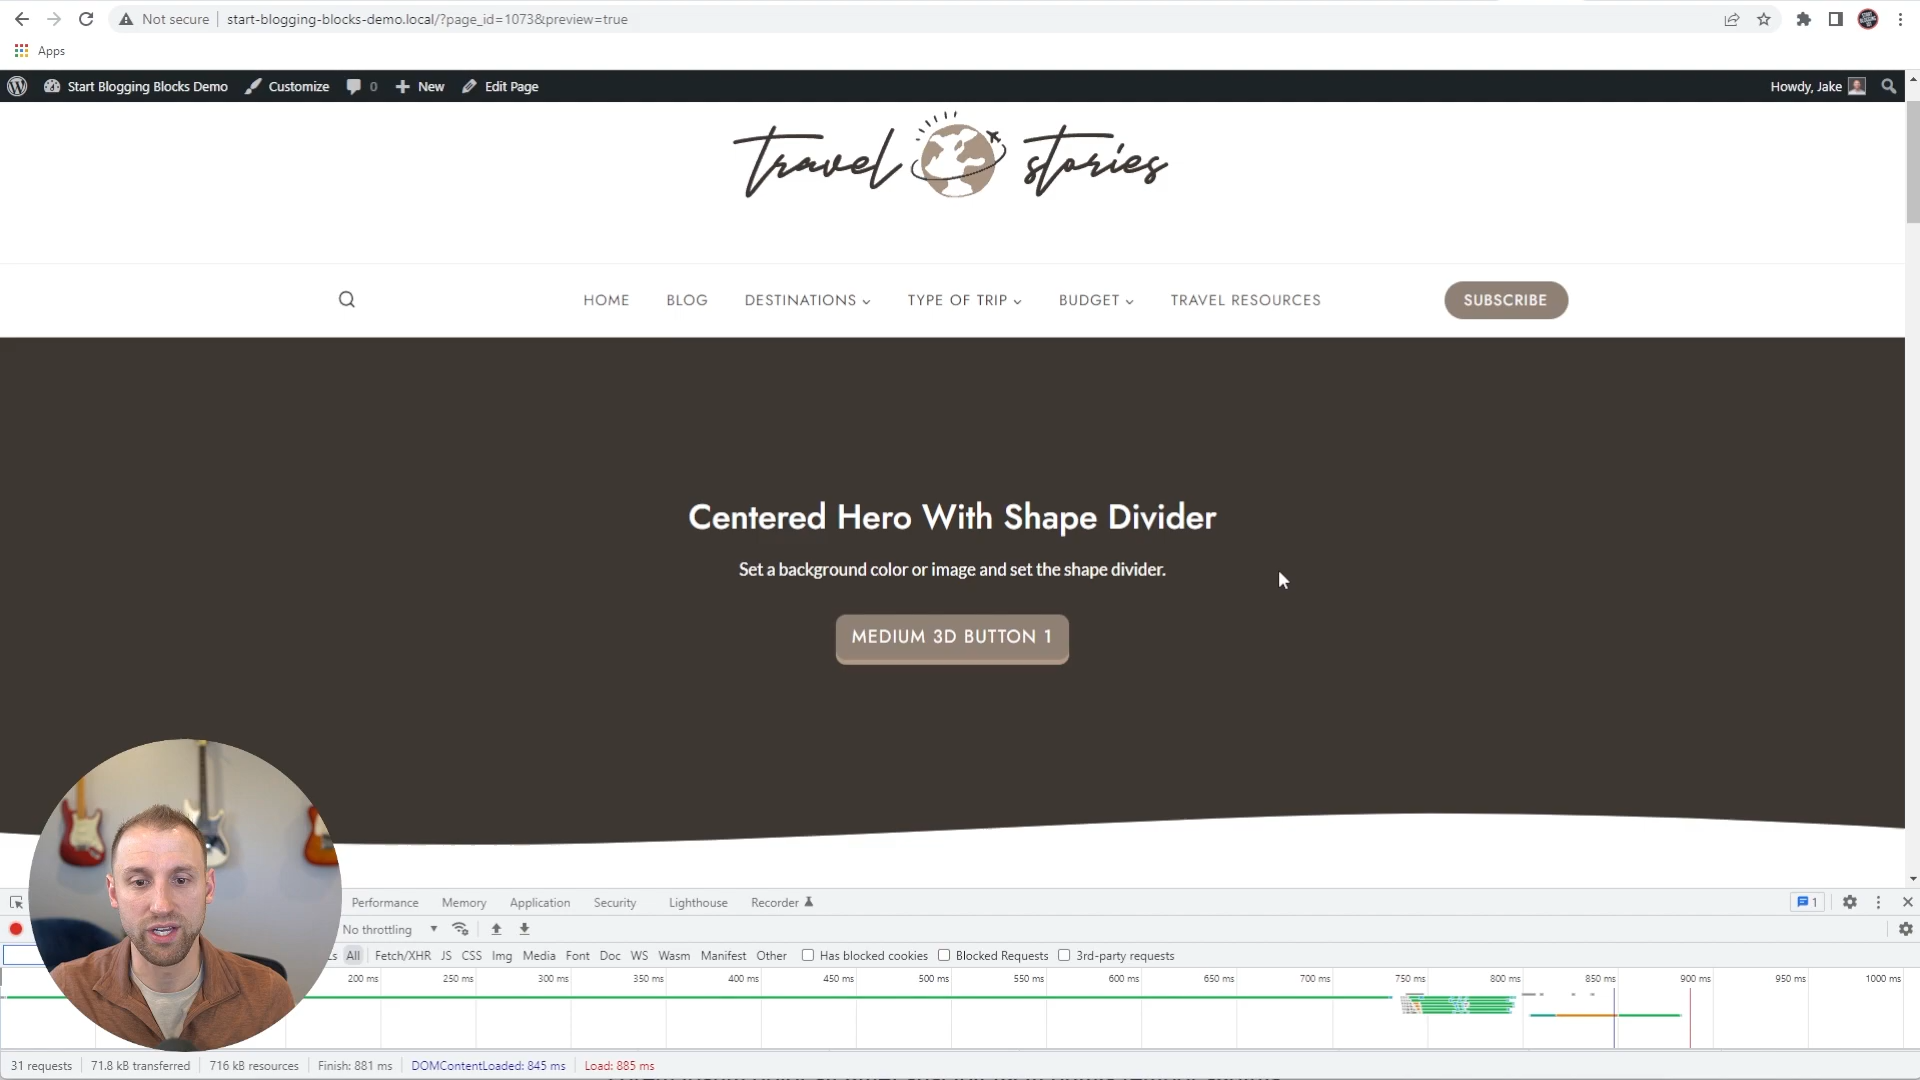 Not secure start-blogging-blocks-demo.local/?page_id=1073&preview=true
Apps
Start Blogging Blocks Demo Customize 0 New Edit Page Howdy, Jake
travel stories
HOME BLOG DESTINATIONS TYPE OF TRIP BUDGET TRAVEL RESOURCES SUBSCRIBE
Centered Hero With Shape Divider
Set a background color or image and set the shape divider.
MEDIUM 3D BUTTON 1
Performance Memory Application Security Lighthouse Recorder 1
No throttling
All Fetch/XHR JS CSS Img Media Font Doc WS Wasm Manifest Other Has blocked cookies Blocked Requests 3rd-party requests
200 ms 250 ms 300 ms 350 ms 400 ms 450 ms 500 ms 550 ms 600 ms 650 ms 700 ms 750 ms 800 ms 850 ms 900 ms 950 ms 1000 ms
31 requests 71.8 kB transferred 716 kB resources Finish: 881 ms DOMContentLoaded: 845 ms Load: 885 ms